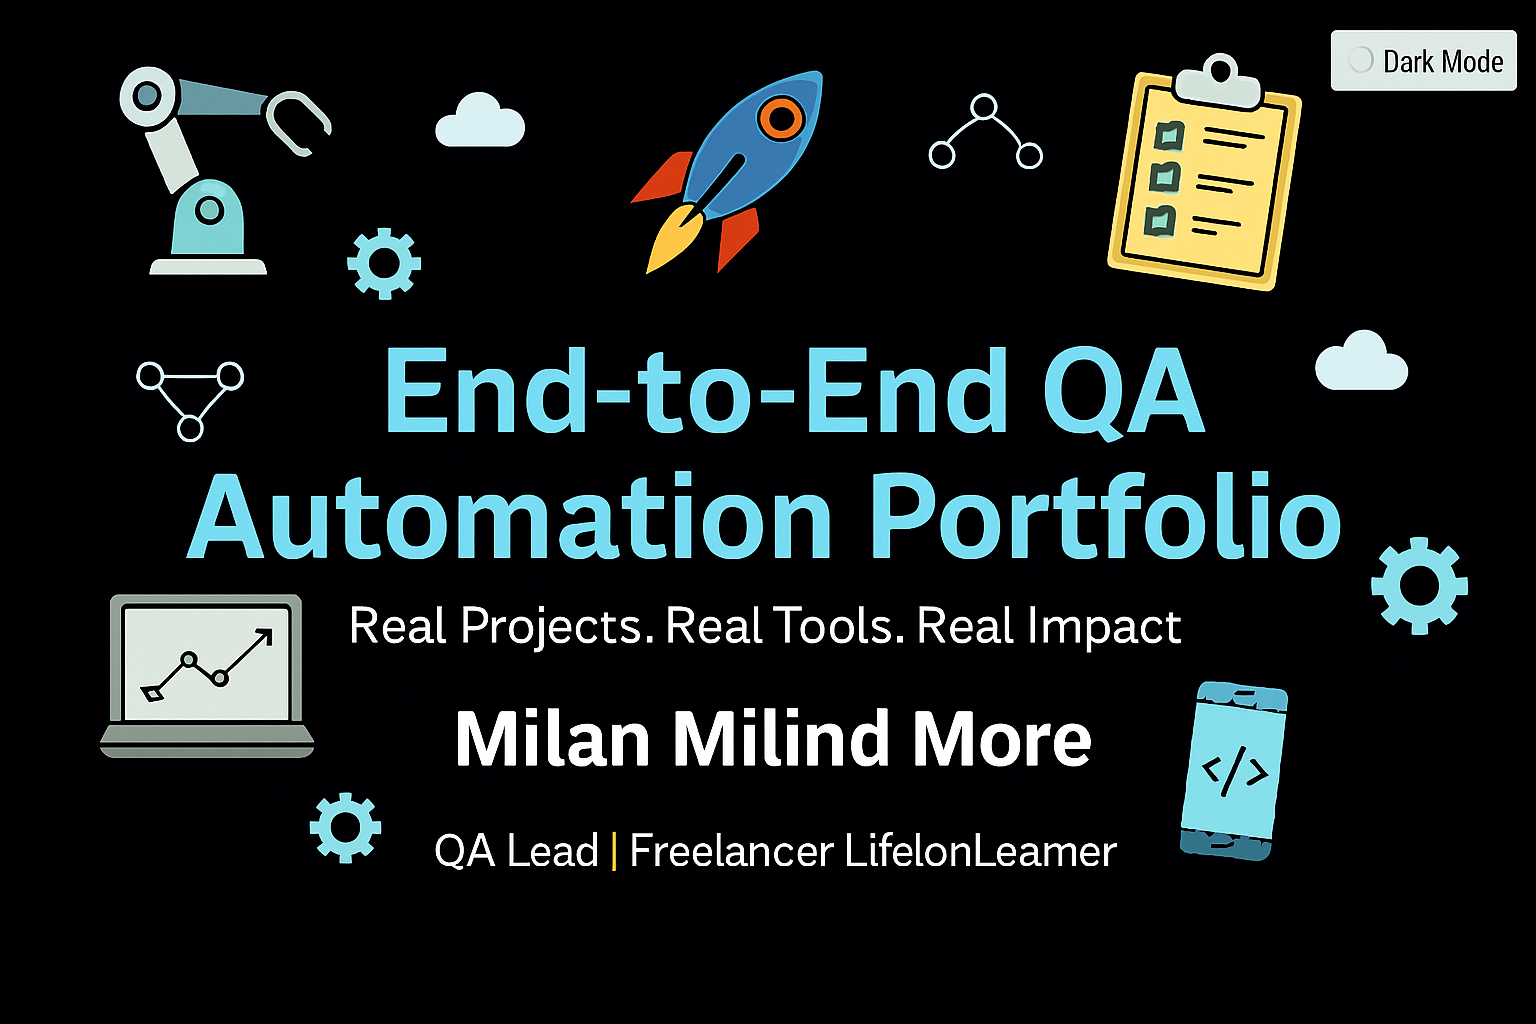 Dark Mode
End-to-End QA
Automation Portfolio
Real Projects. Real Tools. Real Impact
Milan Milind More
QA Lead | Freelancer LifelonLeamer